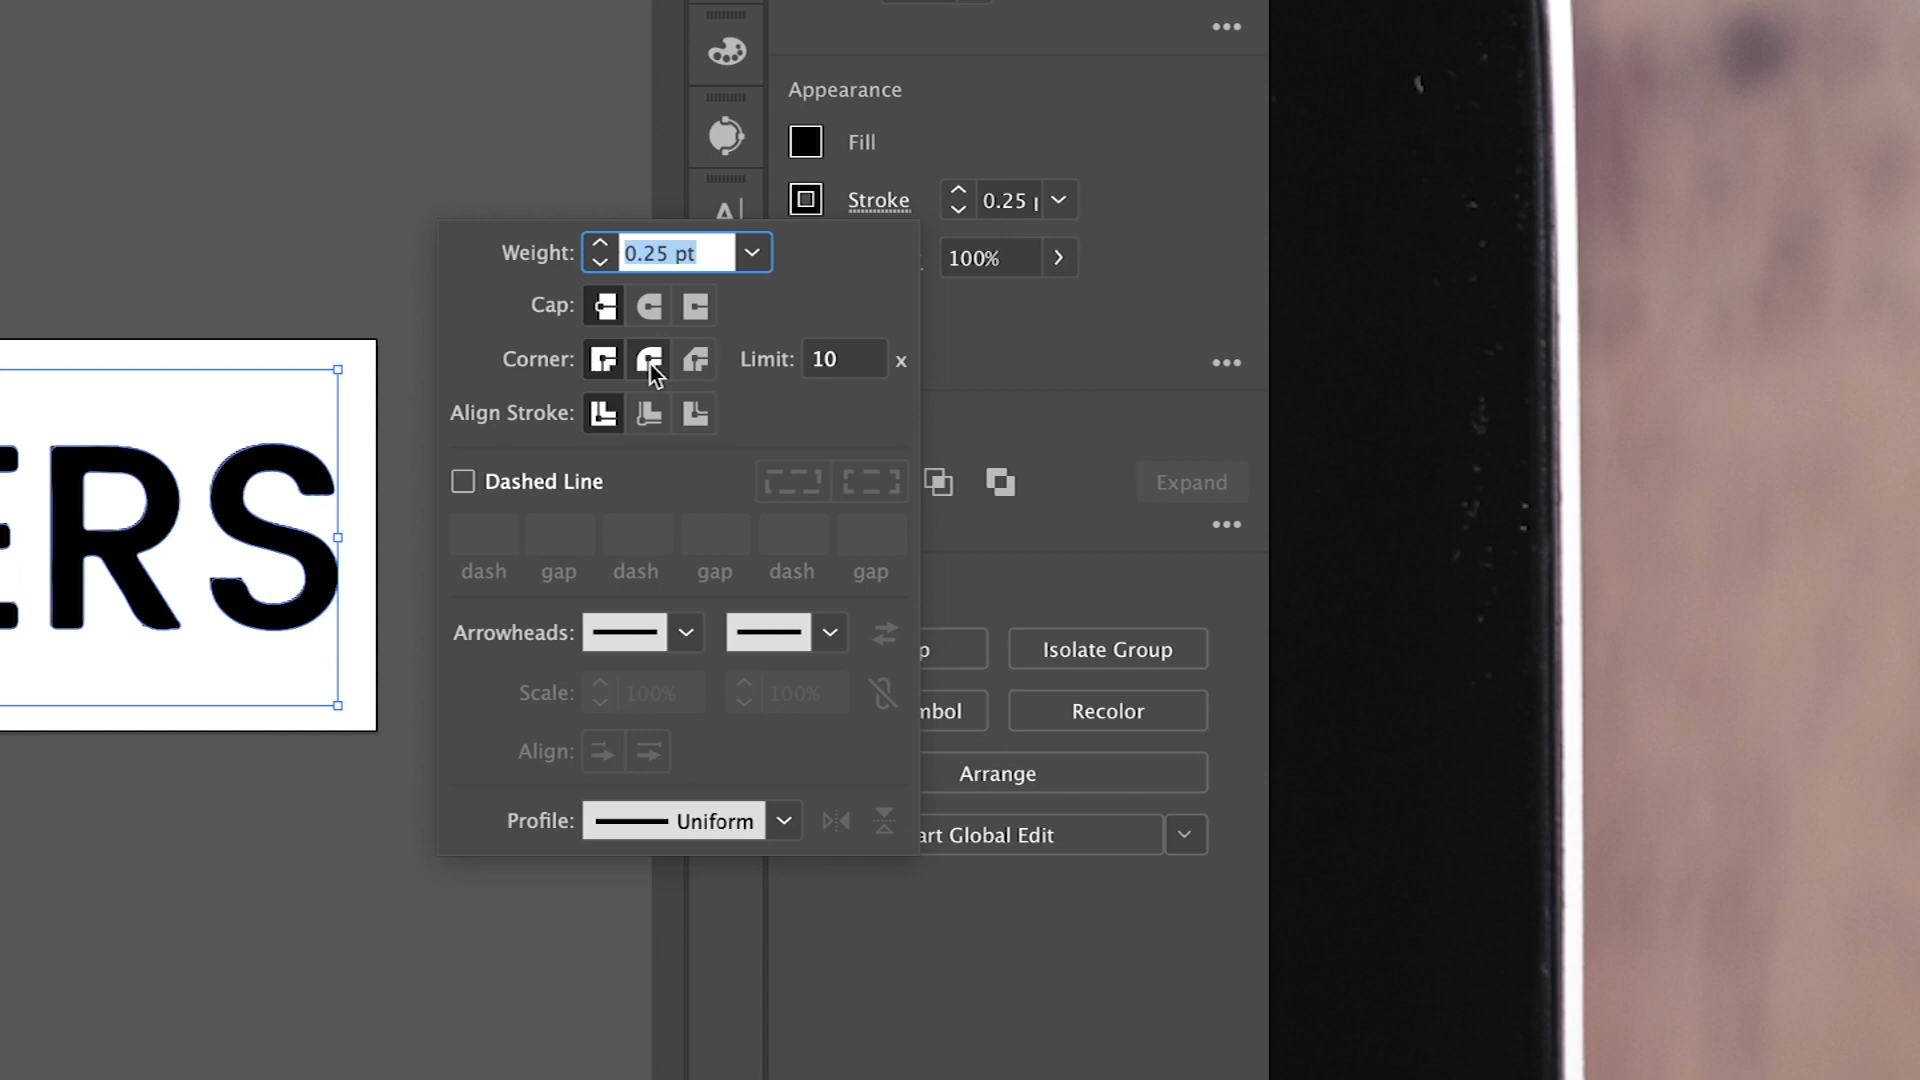 Appearance
Fill
Stroke 0.25
100%
Weight: 0.25 pt
Cap:
Corner: Limit: 10 x
Align Stroke:
ERS
Dashed Line
Expand
dash gap dash gap dash gap
Arrowheads:
Isolate Group
Scale: 100% 100%
Recolor
Align:
Arrange
Profile: Uniform
art Global Edit